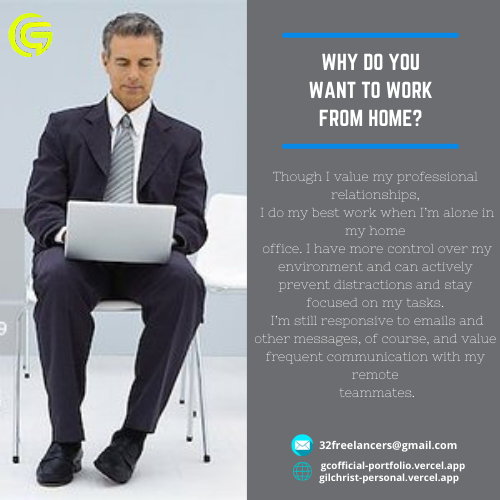 WHY DO YOU
WANT TO WORK
FROM HOME?
Though I value my professional
relationships,
I do my best work when I'm alone in
my home
office. I have more control over my
environment and can actively
prevent distractions and stay
focused on my tasks.
I'm still responsive to emails and
other messages, of course, and value
frequent communication with my
remote
teammates.
9
32freelancers@gmail.com
gcofficial-portfolio.vercel.app
gilchrist-personal.vercel.app